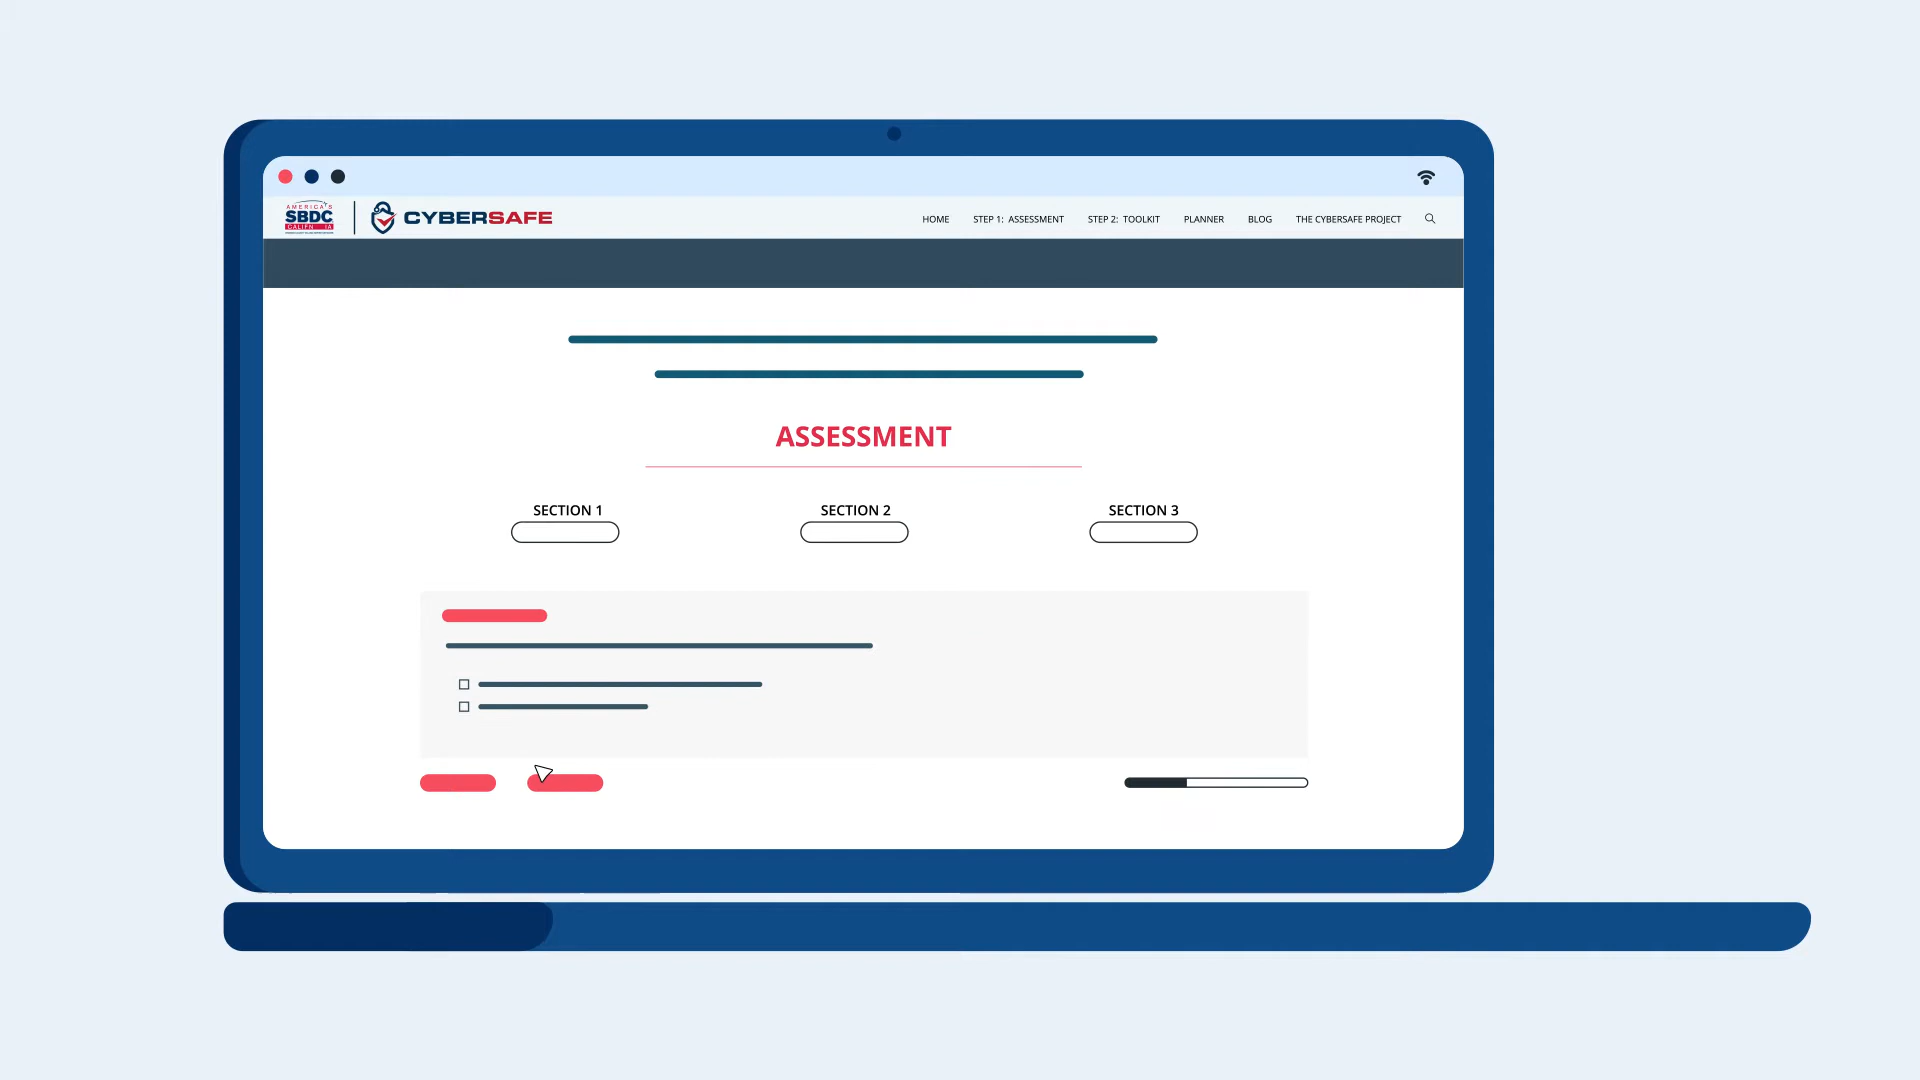 AMERICA'S
SBDC
CYBERSAFE
HOME STEP 1: ASSESSMENT STEP 2: TOOLKIT PLANNER BLOG THE CYBERSAFE PROJECT
ASSESSMENT
SECTION 1 SECTION 2 SECTION 3